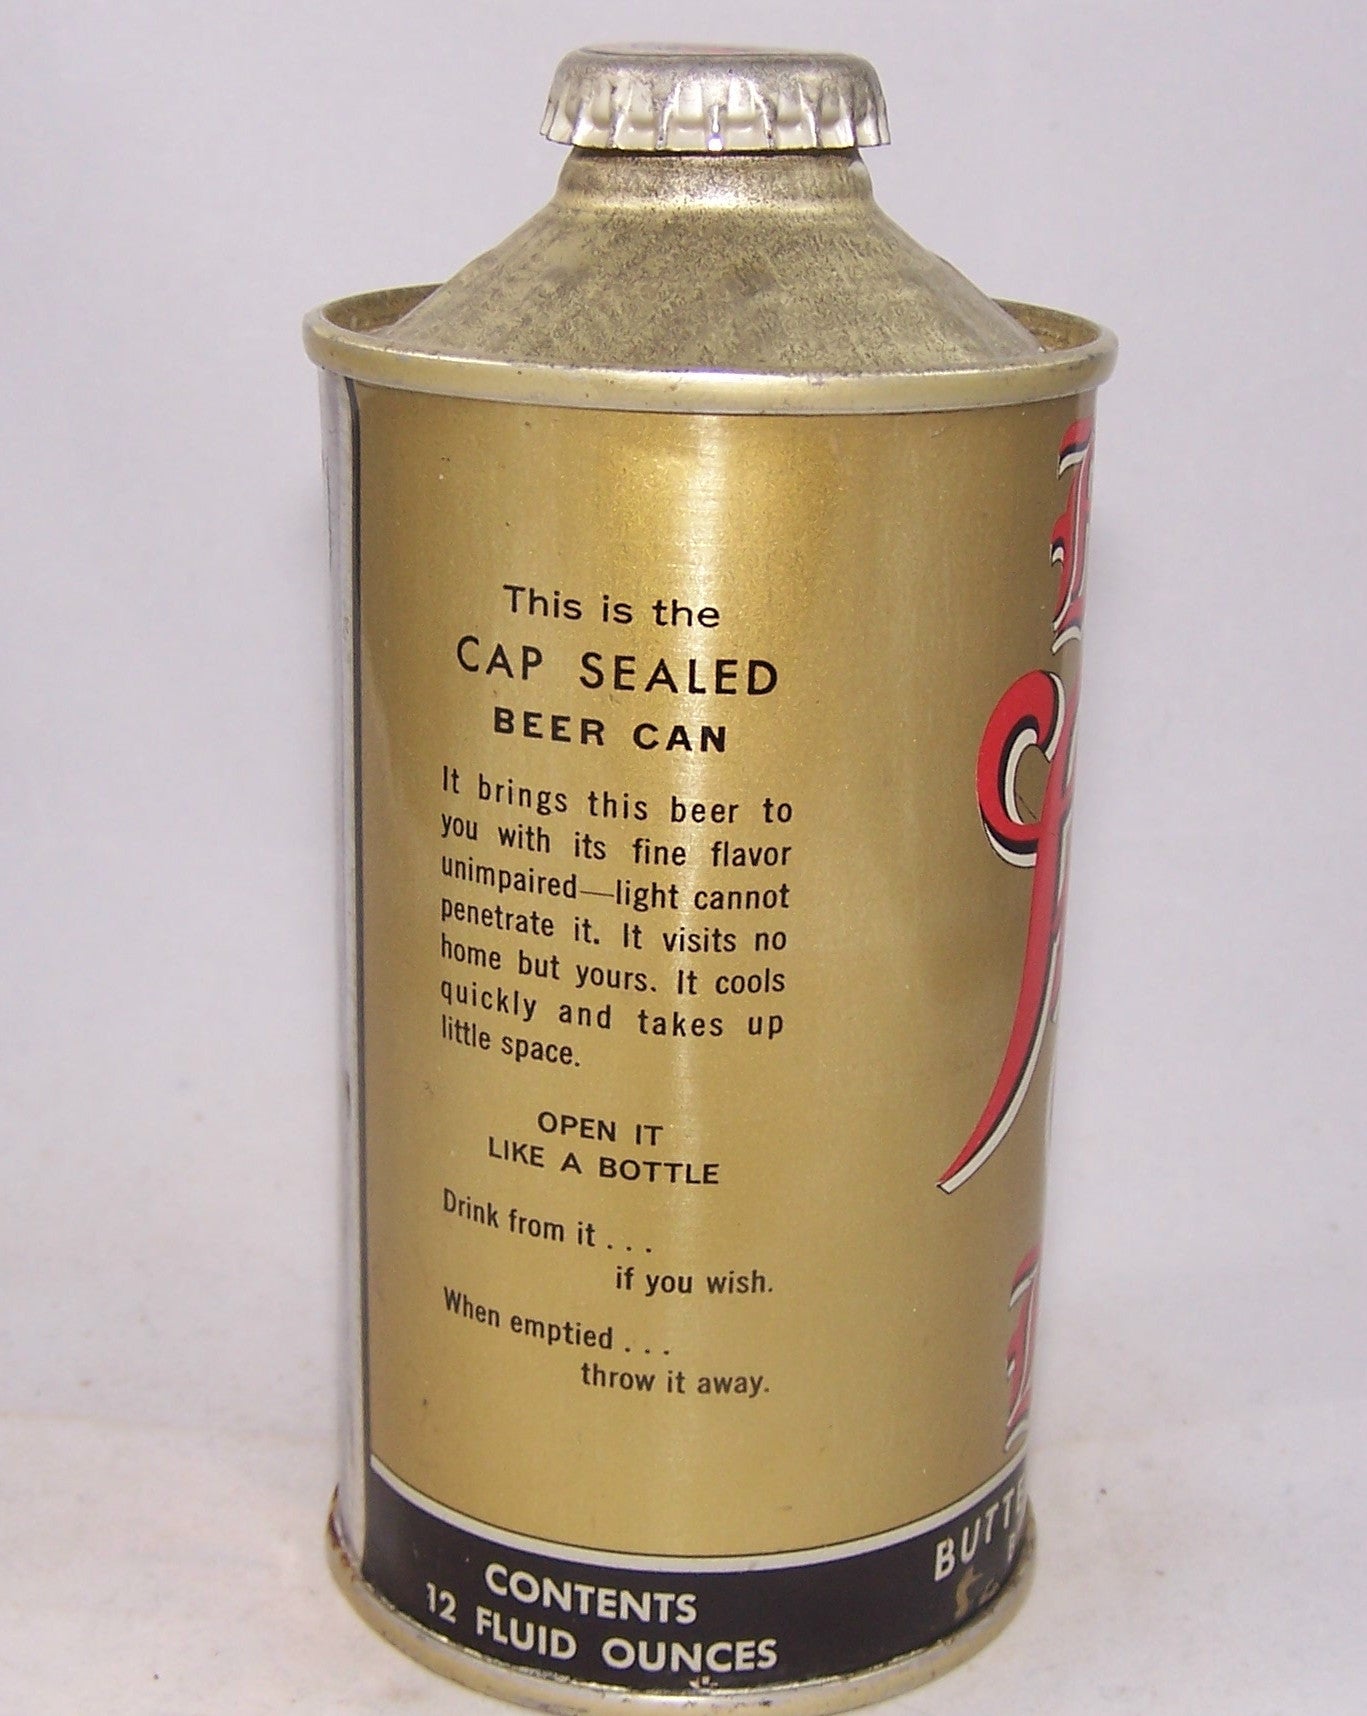 This is the
CAP SEALED
BEER CAN
It brings this beer to
you with its fine flavor
unimpaired—light cannot
penetrate it. It visits no
home but yours. It cools
quickly and takes up
little space.
OPEN IT
LIKE A BOTTLE
Drink from it . . .
if you wish.
When emptied . . .
throw it away.
CONTENTS
12 FLUID OUNCES
BUTTE